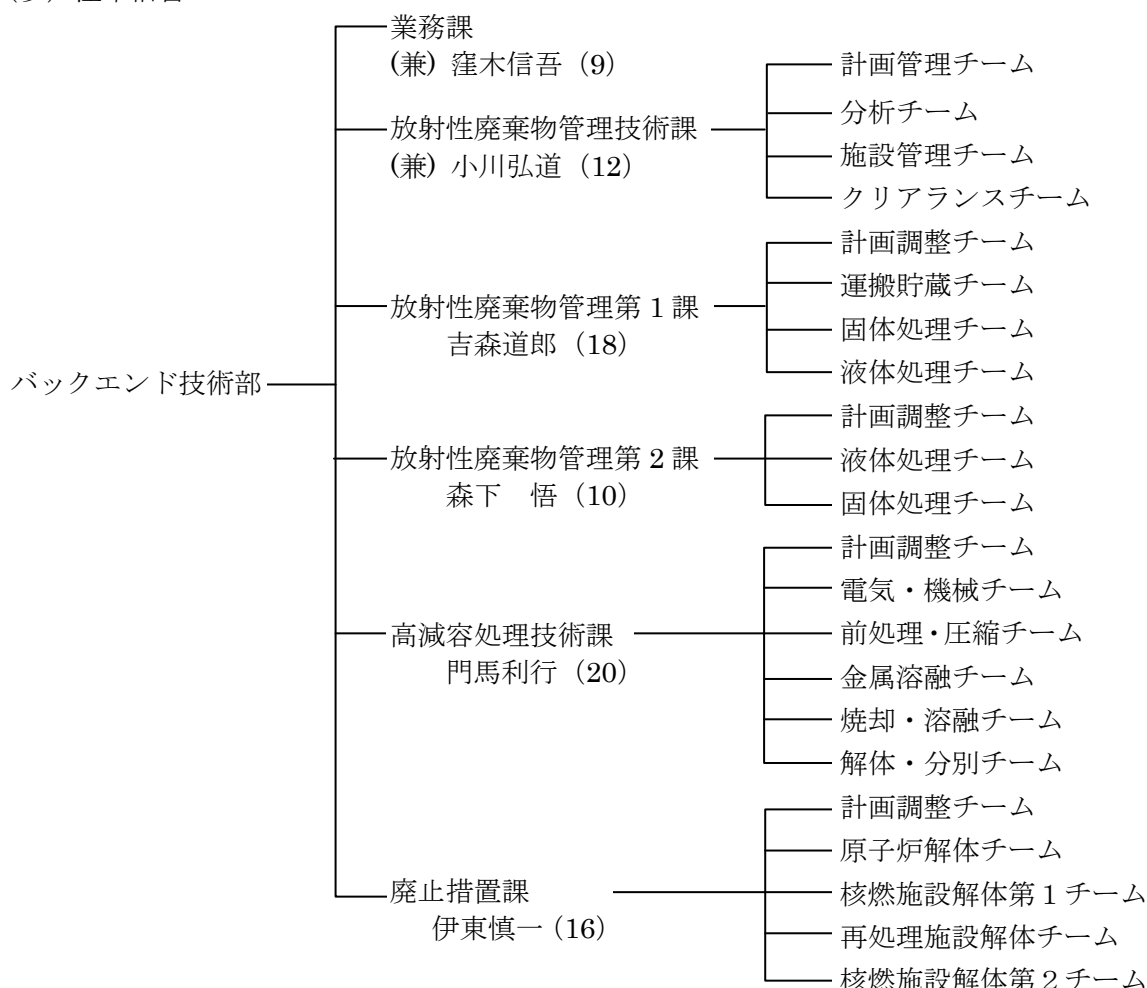 業務課
(兼) 窪木信吾（9）
計画管理チーム
分析チーム
放射性廃棄物管理技術課
(兼) 小川弘道（12）
施設管理チーム
クリアランスチーム
計画調整チーム
運搬貯蔵チーム
放射性廃棄物管理第1課
吉森道郎（18）
固体処理チーム
液体処理チーム
バックエンド技術部
計画調整チーム
放射性廃棄物管理第2課
森下　悟（10）
液体処理チーム
固体処理チーム
計画調整チーム
電気・機械チーム
高減容処理技術課
門馬利行（20）
前処理・圧縮チーム
金属溶融チーム
焼却・溶融チーム
解体・分別チーム
計画調整チーム
原子炉解体チーム
廃止措置課
伊東慎一（16）
核燃施設解体第1チーム
再処理施設解体チーム
核燃施設解体第2チーム